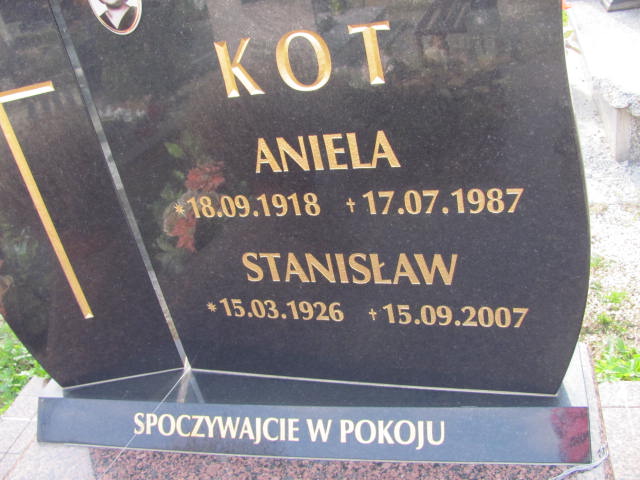 KOT
ANIELA
*18.09.1918 †17.07.1987
STANISŁAW
*15.03.1926 †15.09.2007
SPOCZYWAJCIE W POKOJU